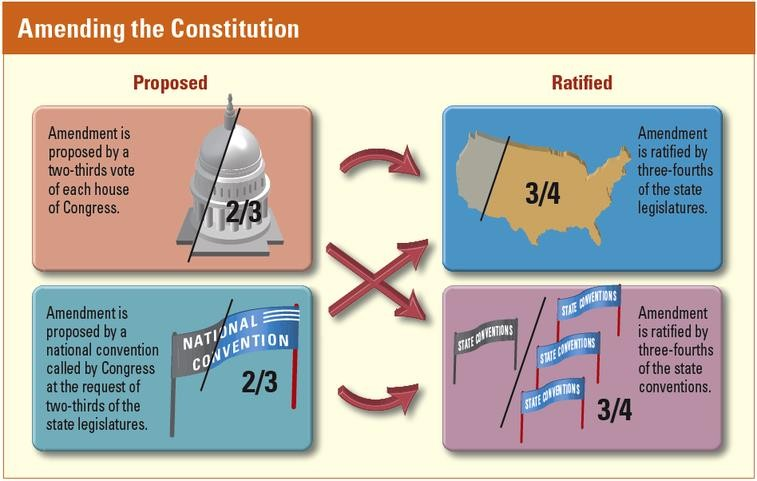 Amending the Constitution
Proposed
Amendment is
proposed by a
two-thirds vote
of each house
of Congress.
2/3
Amendment is
proposed by a
national convention
called by Congress
at the request of
two-thirds of the
state legislatures.
NATIONAL
CONVENTION
2/3
Ratified
3/4
Amendment
is ratified by
three-fourths
of the state
legislatures.
STATE CONVENTIONS
STATE CONVENTIONS
STATE CONVENTIONS
STATE CONVENTIONS
3/4
Amendment
is ratified by
three-fourths
of the state
conventions.